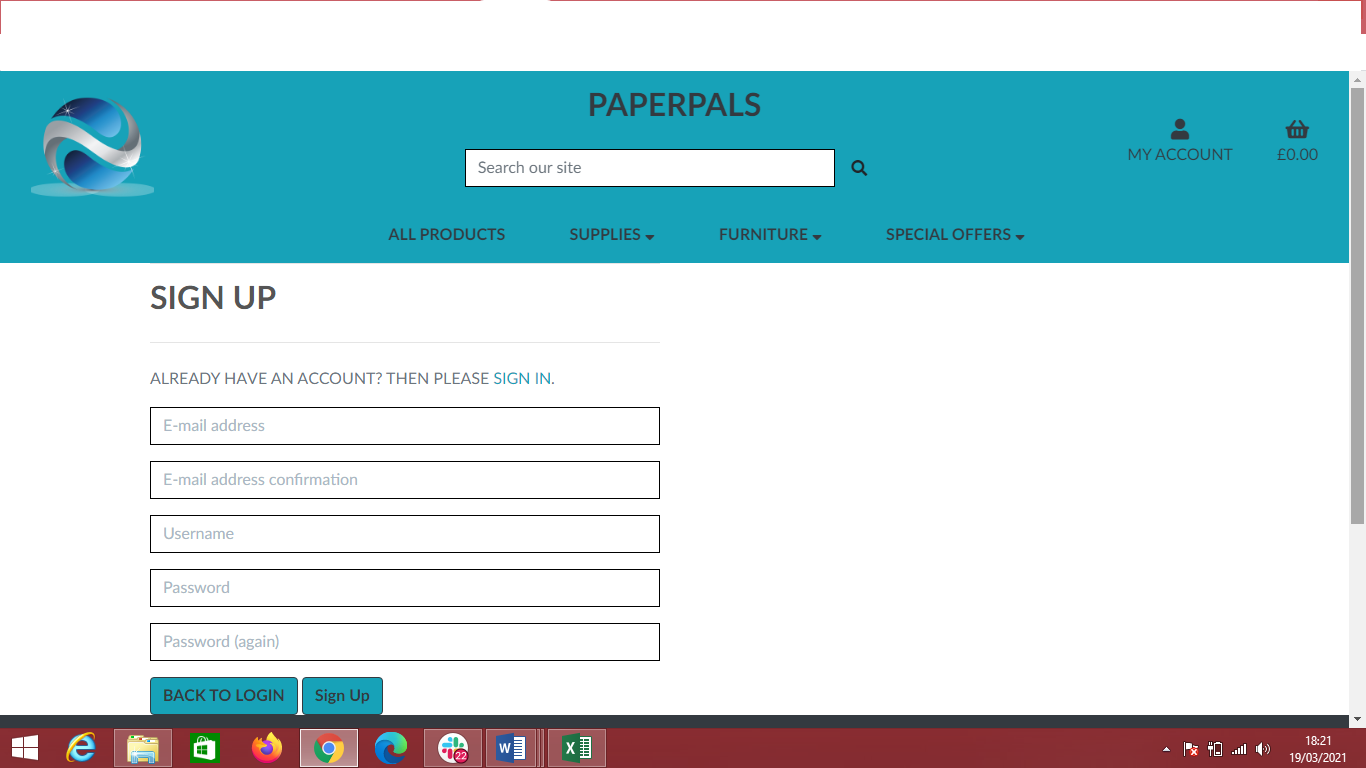 PAPERPALS
Search our site
MY ACCOUNT
£0.00
ALL PRODUCTS SUPPLIES FURNITURE SPECIAL OFFERS
SIGN UP
ALREADY HAVE AN ACCOUNT? THEN PLEASE SIGN IN.
E-mail address
E-mail address confirmation
Username
Password
Password (again)
BACK TO LOGIN Sign Up
22
18:21
19/03/2021